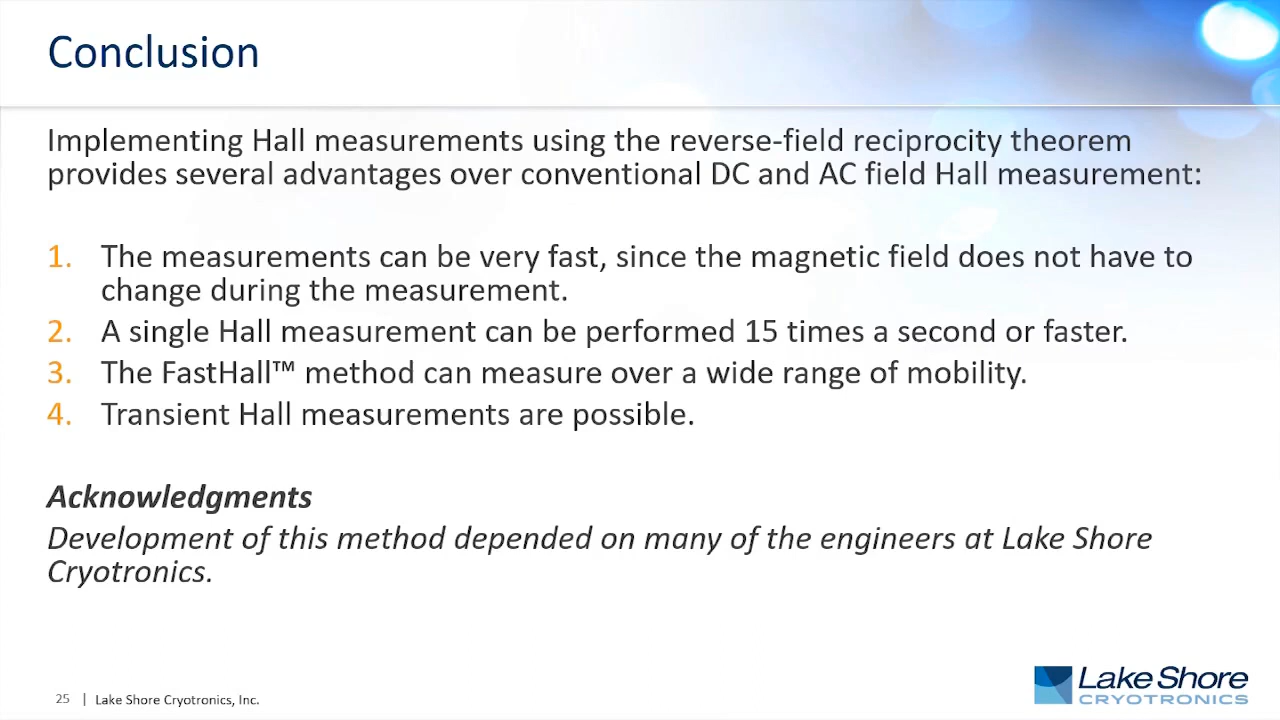 Conclusion
Implementing Hall measurements using the reverse-field reciprocity theorem
provides several advantages over conventional DC and AC field Hall measurement:
1. The measurements can be very fast, since the magnetic field does not have to
change during the measurement.
2. A single Hall measurement can be performed 15 times a second or faster.
3. The FastHall™ method can measure over a wide range of mobility.
4. Transient Hall measurements are possible.
Acknowledgments
Development of this method depended on many of the engineers at Lake Shore
Cryotronics.
25 | Lake Shore Cryotronics, Inc.
Lake Shore
CRYOTRONICS